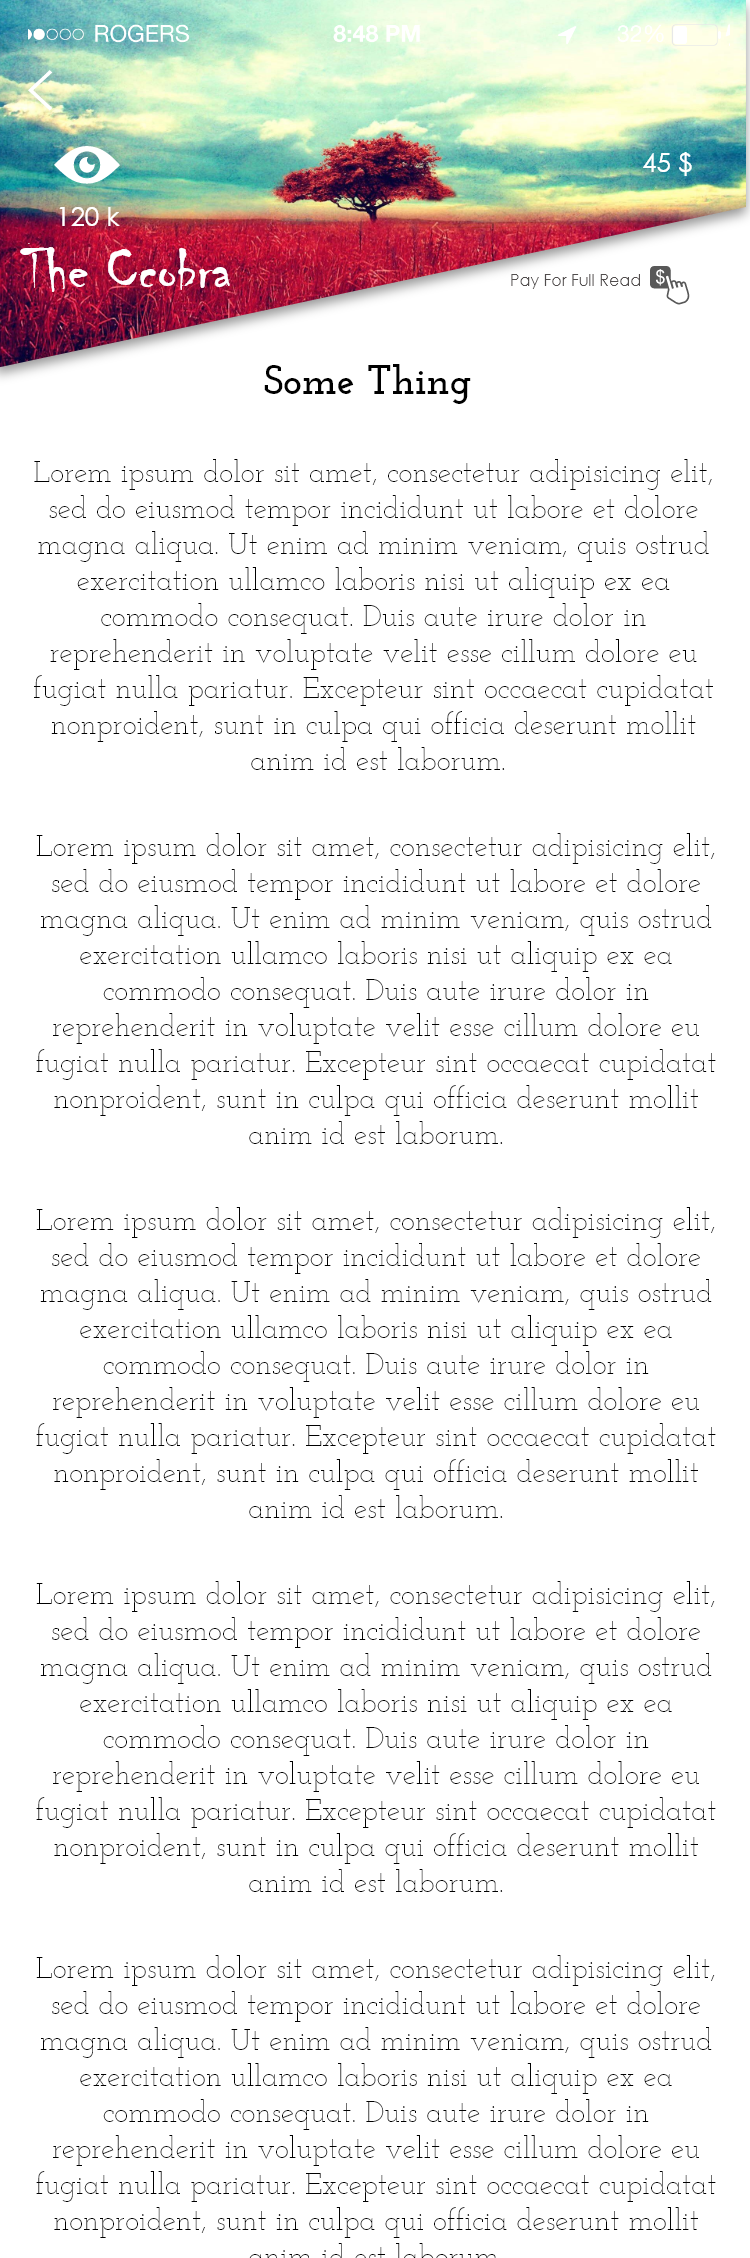 ROGERS 8:48 PM
45 $
120 k
The Ccobra
Pay For Full Read $
Some Thing
Lorem ipsum dolor sit amet, consectetur adipisicing elit,
sed do eiusmod tempor incididunt ut labore et dolore
magna aliqua. Ut enim ad minim veniam, quis ostrud
exercitation ullamco laboris nisi ut aliquip ex ea
commodo consequat. Duis aute irure dolor in
reprehenderit in voluptate velit esse cillum dolore eu
fugiat nulla pariatur. Excepteur sint occaecat cupidatat
nonproident, sunt in culpa qui officia deserunt mollit
anim id est laborum.
Lorem ipsum dolor sit amet, consectetur adipisicing elit,
sed do eiusmod tempor incididunt ut labore et dolore
magna aliqua. Ut enim ad minim veniam, quis ostrud
exercitation ullamco laboris nisi ut aliquip ex ea
commodo consequat. Duis aute irure dolor in
reprehenderit in voluptate velit esse cillum dolore eu
fugiat nulla pariatur. Excepteur sint occaecat cupidatat
nonproident, sunt in culpa qui officia deserunt mollit
anim id est laborum.
Lorem ipsum dolor sit amet, consectetur adipisicing elit,
sed do eiusmod tempor incididunt ut labore et dolore
magna aliqua. Ut enim ad minim veniam, quis ostrud
exercitation ullamco laboris nisi ut aliquip ex ea
commodo consequat. Duis aute irure dolor in
reprehenderit in voluptate velit esse cillum dolore eu
fugiat nulla pariatur. Excepteur sint occaecat cupidatat
nonproident, sunt in culpa qui officia deserunt mollit
anim id est laborum.
Lorem ipsum dolor sit amet, consectetur adipisicing elit,
sed do eiusmod tempor incididunt ut labore et dolore
magna aliqua. Ut enim ad minim veniam, quis ostrud
exercitation ullamco laboris nisi ut aliquip ex ea
commodo consequat. Duis aute irure dolor in
reprehenderit in voluptate velit esse cillum dolore eu
fugiat nulla pariatur. Excepteur sint occaecat cupidatat
nonproident, sunt in culpa qui officia deserunt mollit
anim id est laborum.
Lorem ipsum dolor sit amet, consectetur adipisicing elit,
sed do eiusmod tempor incididunt ut labore et dolore
magna aliqua. Ut enim ad minim veniam, quis ostrud
exercitation ullamco laboris nisi ut aliquip ex ea
commodo consequat. Duis aute irure dolor in
reprehenderit in voluptate velit esse cillum dolore eu
fugiat nulla pariatur. Excepteur sint occaecat cupidatat
nonproident, sunt in culpa qui officia deserunt mollit
anim id est laborum.